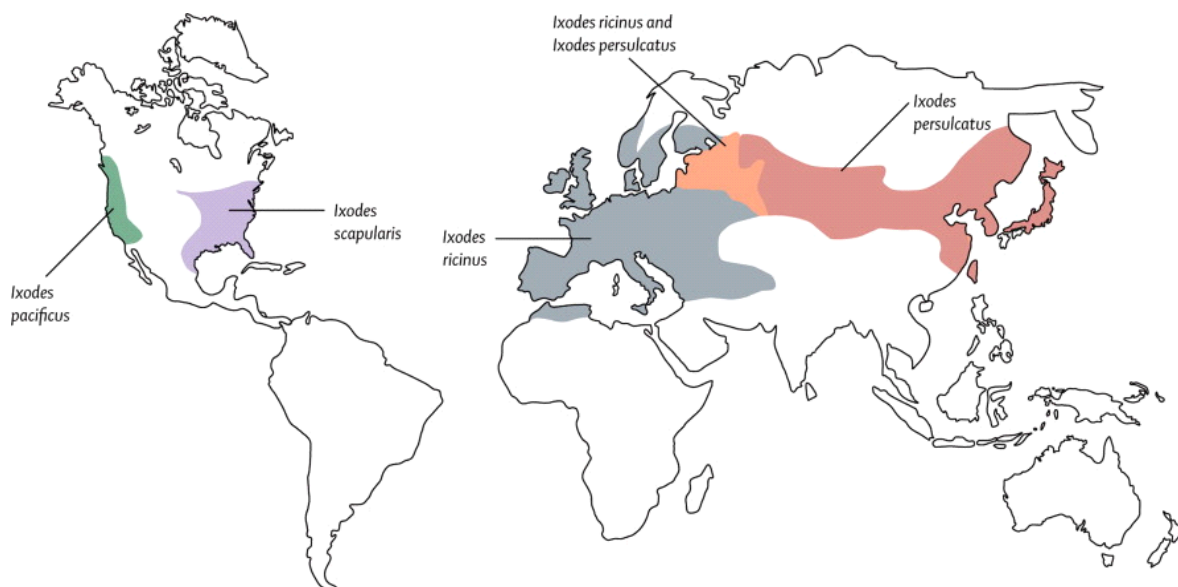 Ixodes ricinus and
Ixodes persulcatus
Ixodes
persulcatus
Ixodes
scapularis
Ixodes
ricinus
Ixodes
pacificus